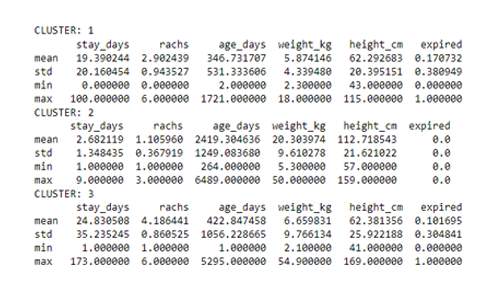 CLUSTER: 1
stay_days rachs age_days weight_kg height_cm expired
mean 19.390244 2.902439 346.731707 5.874146 62.292683 0.170732
std 20.160454 0.943527 531.333606 4.339480 20.395151 0.380949
min 0.000000 0.000000 2.000000 2.300000 43.000000 0.000000
max 100.000000 6.000000 1721.000000 18.000000 115.000000 1.000000
CLUSTER: 2
stay_days rachs age_days weight_kg height_cm expired
mean 2.682119 1.105960 2419.304636 20.303974 112.718543 0.0
std 1.348435 0.367919 1249.083680 9.610278 21.621022 0.0
min 1.000000 1.000000 264.000000 5.300000 57.000000 0.0
max 9.000000 3.000000 6489.000000 50.000000 159.000000 0.0
CLUSTER: 3
stay_days rachs age_days weight_kg height_cm expired
mean 24.830508 4.186441 422.847458 6.659831 62.381356 0.101695
std 35.235245 0.860525 1056.228665 9.766134 25.922188 0.304841
min 1.000000 1.000000 1.000000 2.100000 41.000000 0.000000
max 173.000000 6.000000 5295.000000 54.900000 169.000000 1.000000